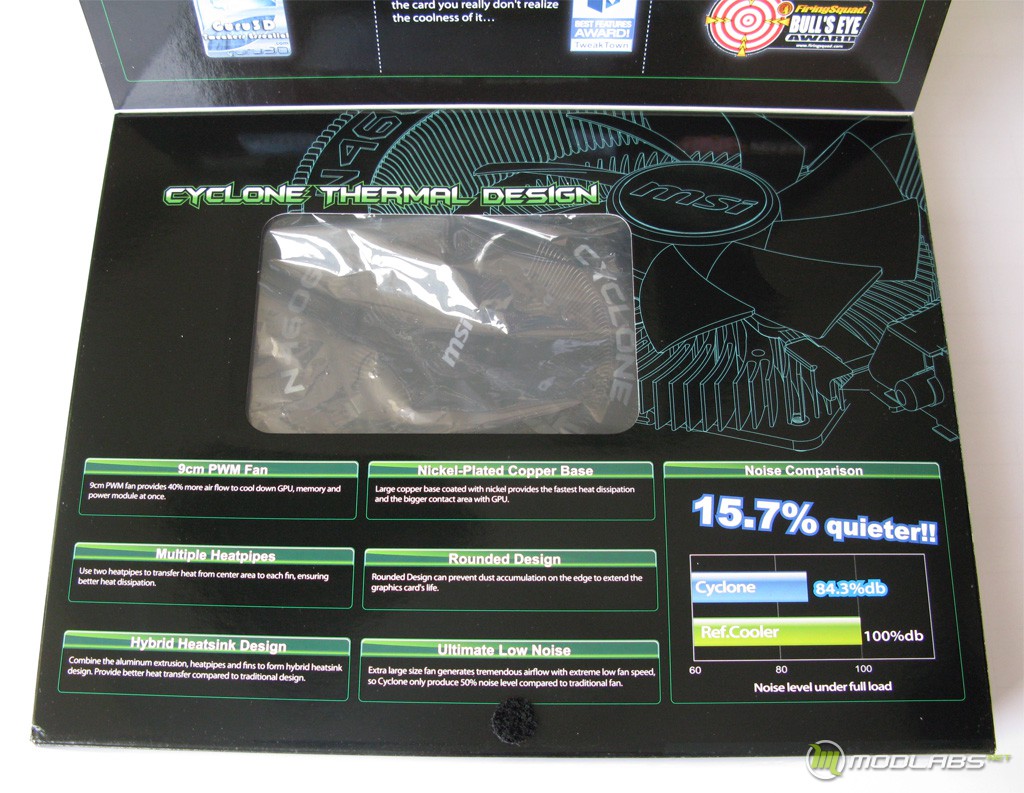 Core3D
the card you really don't realize
the coolness of it...
BEST FEATURES
AWARD!
TweakTown
FiringSquad
BULL'S EYE
AWARD
www.firingsquad.com
msi
CYCLONE THERMAL DESIGN
CYCLONE
msi
9cm PWM Fan
9cm PWM fan provides 40% more air flow to cool down GPU, memory and
power module at once.
Nickel-Plated Copper Base
Large copper base coated with nickel provides the fastest heat dissipation
and the bigger contact area with GPU.
Multiple Heatpipes
Use two heatpipes to transfer heat from center area to each fin, ensuring
better heat dissipation.
Rounded Design
Rounded Design can prevent dust accumulation on the edge to extend the
graphics card's life.
Hybrid Heatsink Design
Combine the aluminum extrusion, heatpipes and fins to form hybrid heatsink
design. Provide better heat transfer compared to traditional design.
Ultimate Low Noise
Extra large size fan generates tremendous airflow with extreme low fan speed,
so Cyclone only produce 50% noise level compared to traditional fan.
Noise Comparison
15.7% quieter!!
Cyclone 84.3%db
Ref.Cooler 100%db
60 80 100
Noise level under full load
MODLABS.NET